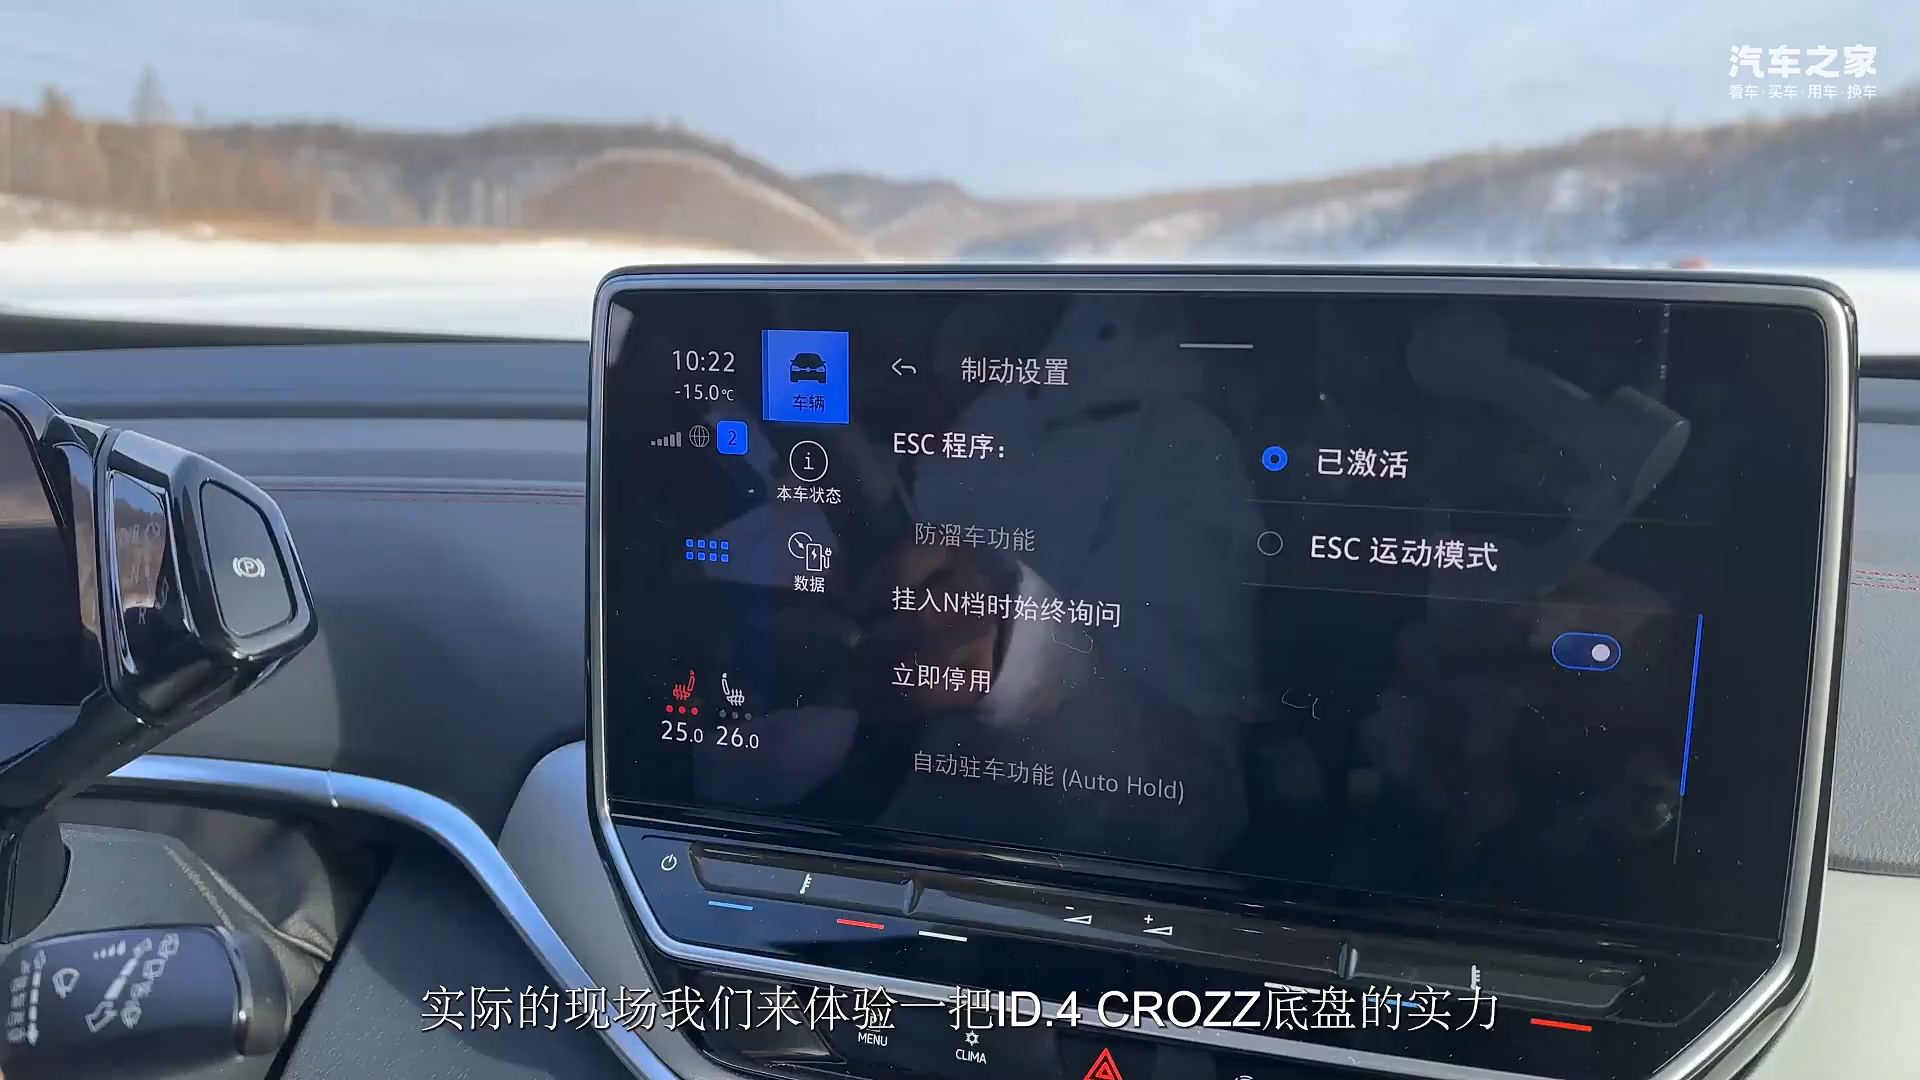 汽车之家
看车·买车·用车·换车
10:22
-15.0℃
2
车辆
制动设置
ESC 程序：
已激活
本车状态
防溜车功能
ESC 运动模式
数据
挂入N档时始终询问
立即停用
25.0 26.0
自动驻车功能 (Auto Hold)
P
N
R
实际的现场我们来体验一把ID.4 CROZZ底盘的实力
MENU
CLIMA